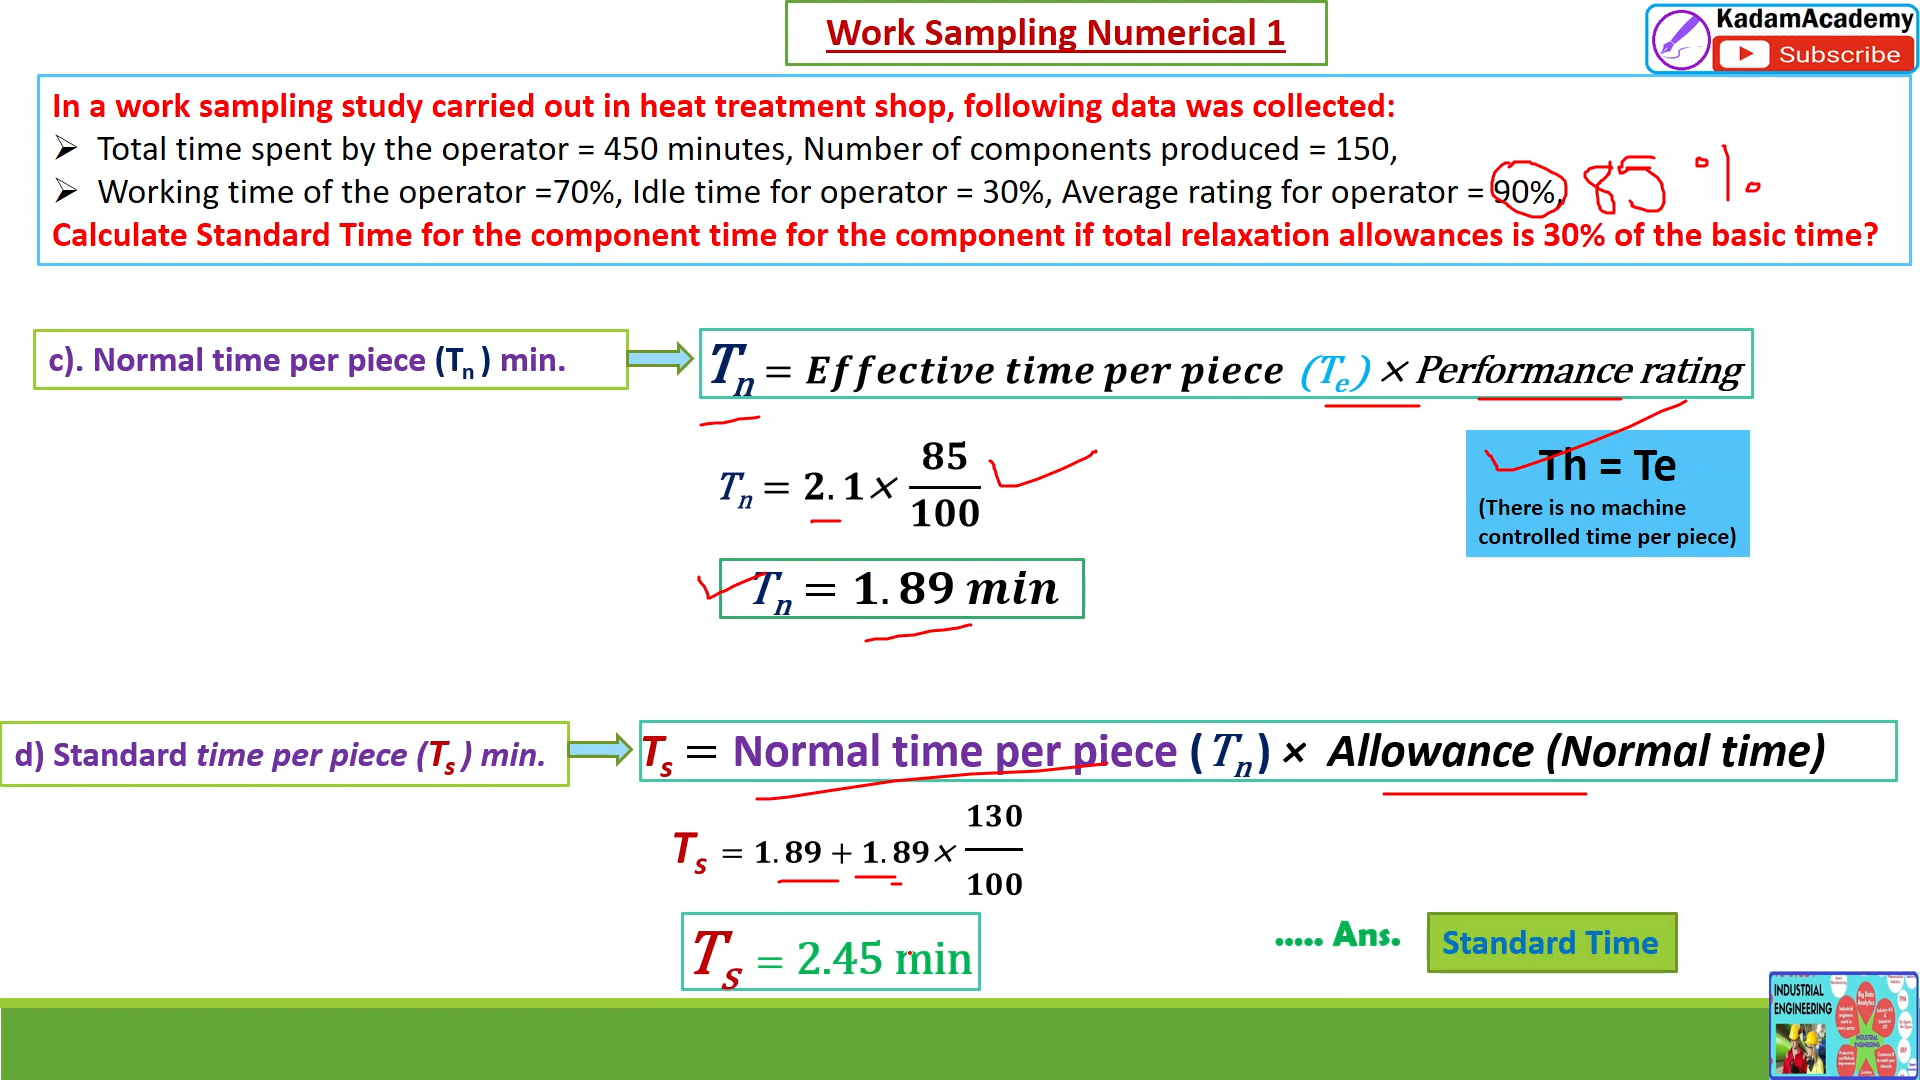 Work Sampling Numerical 1
KadamAcademy
Subscribe
In a work sampling study carried out in heat treatment shop, following data was collected:
➢ Total time spent by the operator = 450 minutes, Number of components produced = 150,
➢ Working time of the operator =70%, Idle time for operator = 30%, Average rating for operator = 90%, 85 %
Calculate Standard Time for the component time for the component if total relaxation allowances is 30% of the basic time?
c). Normal time per piece (Tn ) min.
Tn = Effective time per piece (Te) × Performance rating
Tn = 2.1× 85/100
Th = Te
(There is no machine
controlled time per piece)
Tn = 1.89 min
d) Standard time per piece (Ts ) min.
Ts = Normal time per piece (Tn) × Allowance (Normal time)
Ts = 1.89 + 1.89× 130/100
Ts = 2.45 min
..... Ans.
Standard Time
INDUSTRIAL
ENGINEERING